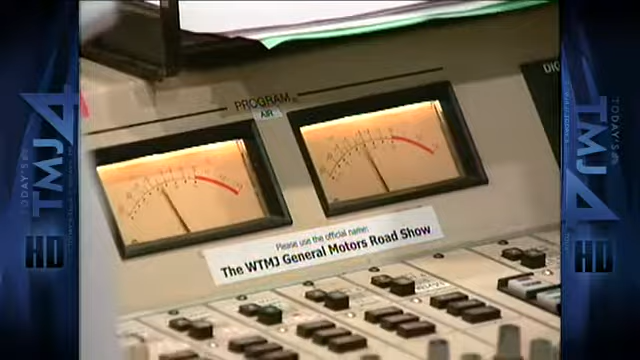 PROGRAM
AIR
DIG
Please use the official name:
The WTMJ General Motors Road Show
TODAY'S
TMJ4
HD
TODAY'S
TMJ4
HD